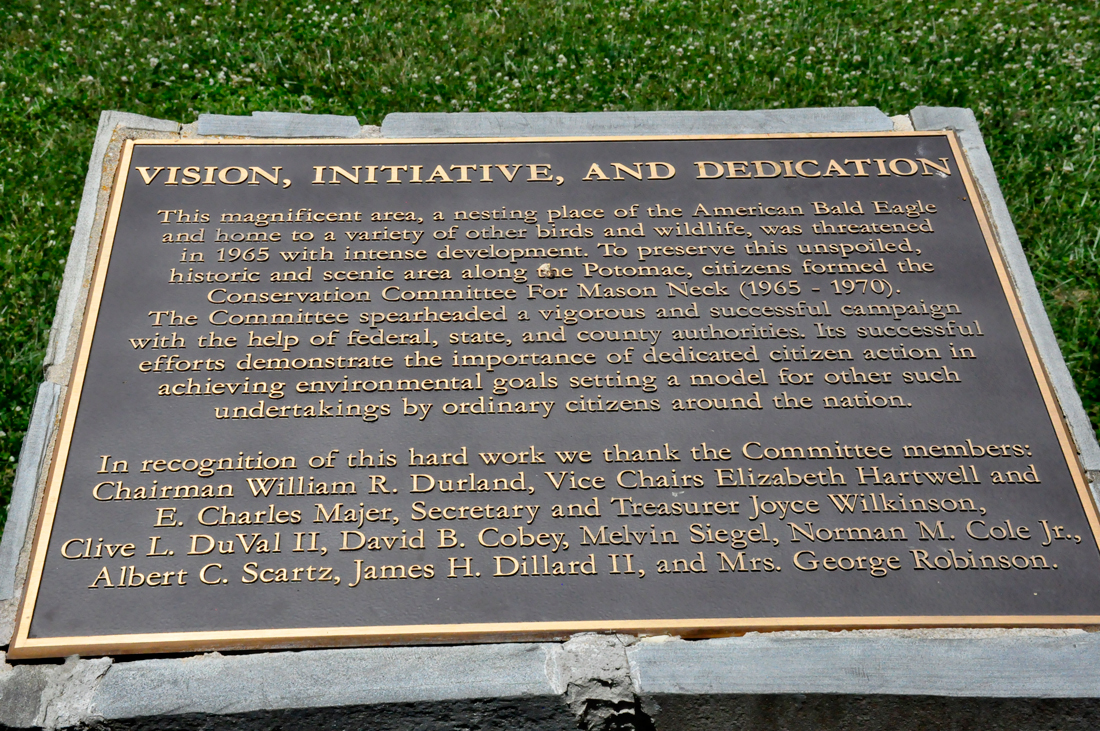 VISION, INITIATIVE, AND DEDICATION
This magnificent area, a nesting place of the American Bald Eagle
and home to a variety of other birds and wildlife, was threatened
in 1965 with intense development. To preserve this unspoiled,
historic and scenic area along the Potomac, citizens formed the
Conservation Committee For Mason Neck (1965 - 1970).
The Committee spearheaded a vigorous and successful campaign
with the help of federal, state, and county authorities. Its successful
efforts demonstrate the importance of dedicated citizen action in
achieving environmental goals setting a model for other such
undertakings by ordinary citizens around the nation.
In recognition of this hard work we thank the Committee members:
Chairman William R. Durland, Vice Chairs Elizabeth Hartwell and
E. Charles Majer, Secretary and Treasurer Joyce Wilkinson,
Clive L. DuVal II, David B. Cobey, Melvin Siegel, Norman M. Cole Jr.,
Albert C. Scartz, James H. Dillard II, and Mrs. George Robinson.